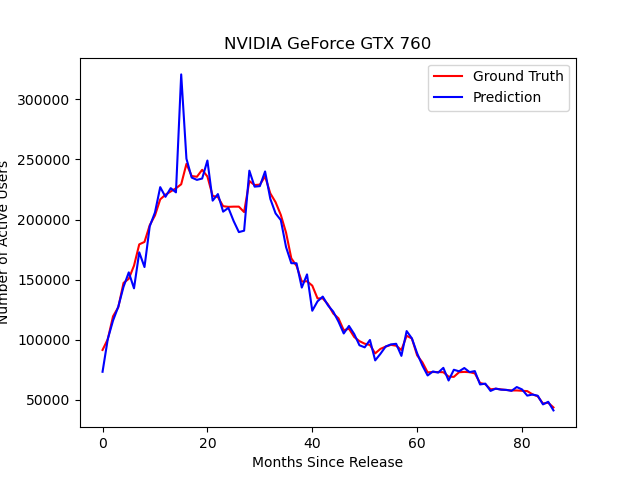 NVIDIA GeForce GTX 760
Ground Truth
Prediction
300000
250000
200000
150000
100000
50000
Number of Active Users
0
20
40
60
80
Months Since Release